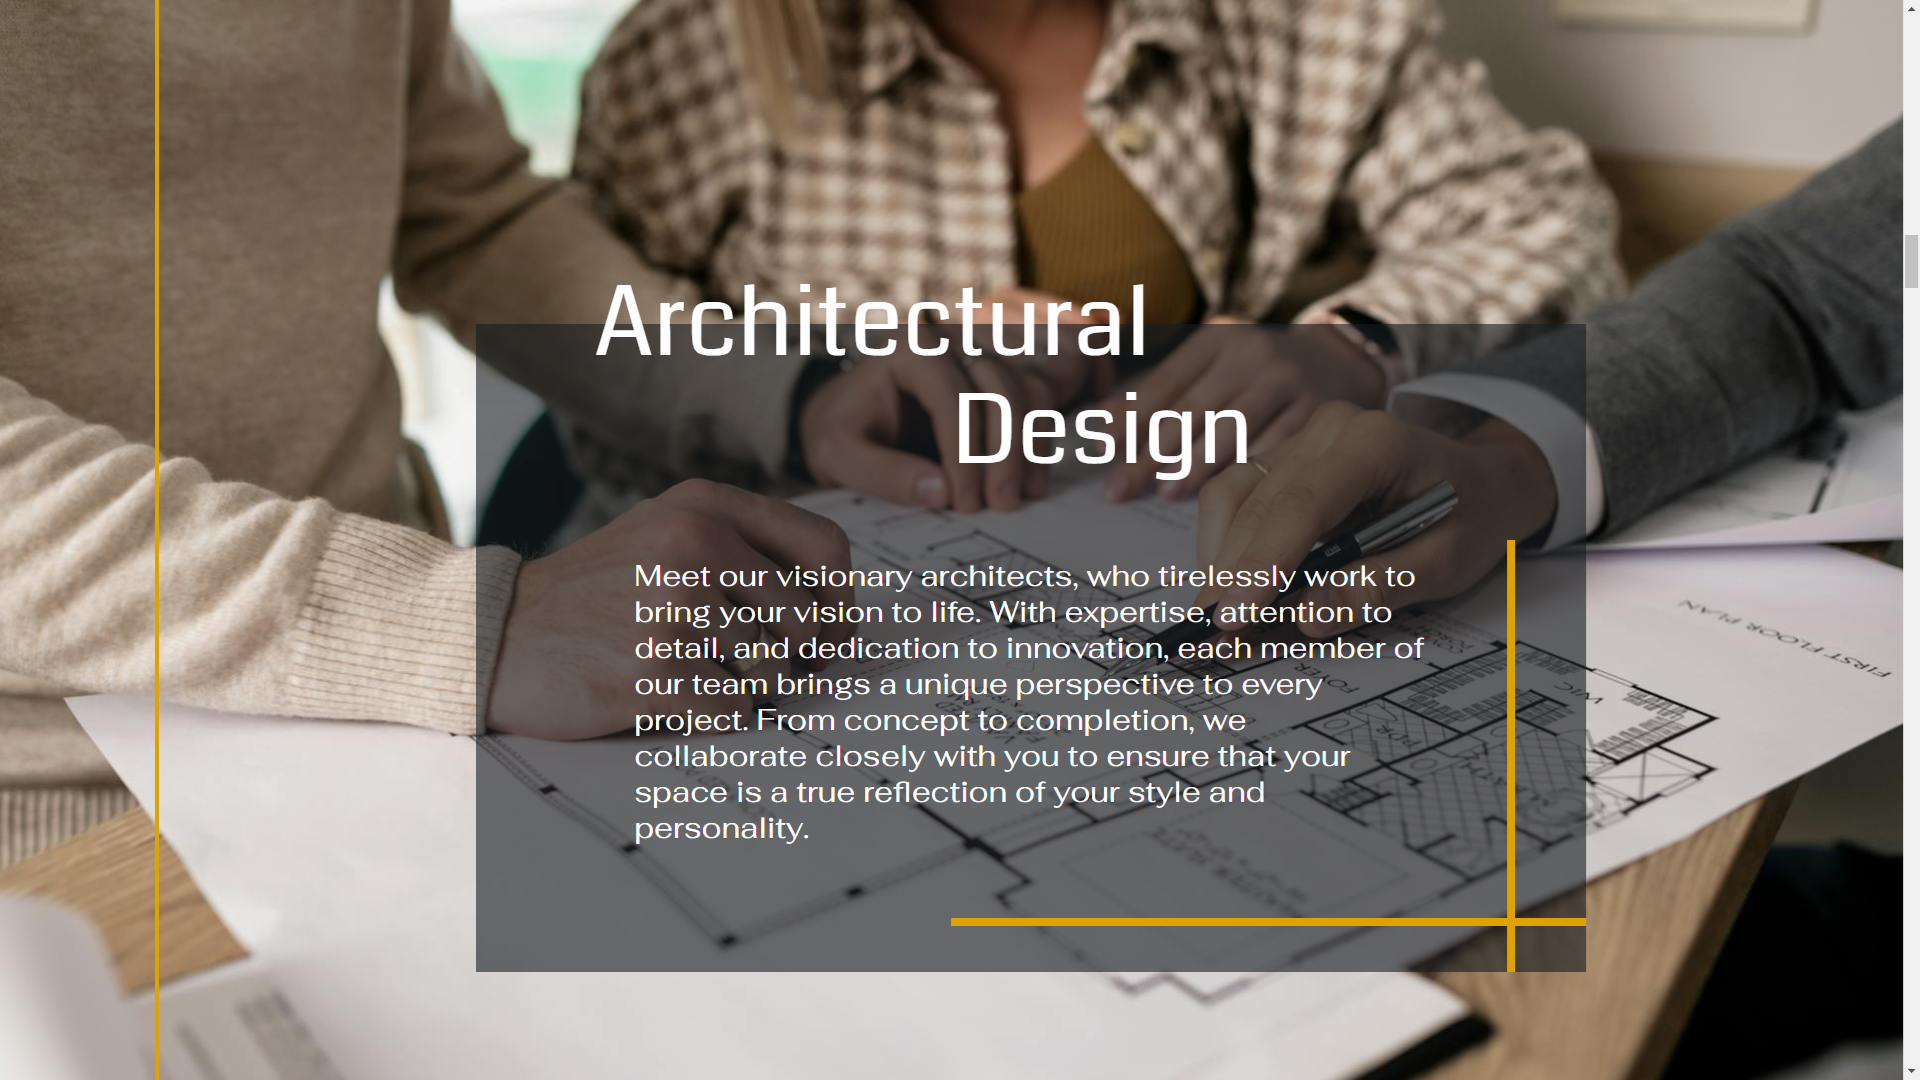 Architectural
Design
Meet our visionary architects, who tirelessly work to
bring your vision to life. With expertise, attention to
detail, and dedication to innovation, each member of
our team brings a unique perspective to every
project. From concept to completion, we
collaborate closely with you to ensure that your
space is a true reflection of your style and
personality.
FIRST FLOOR PLAN
FOYER
WIC
PDR